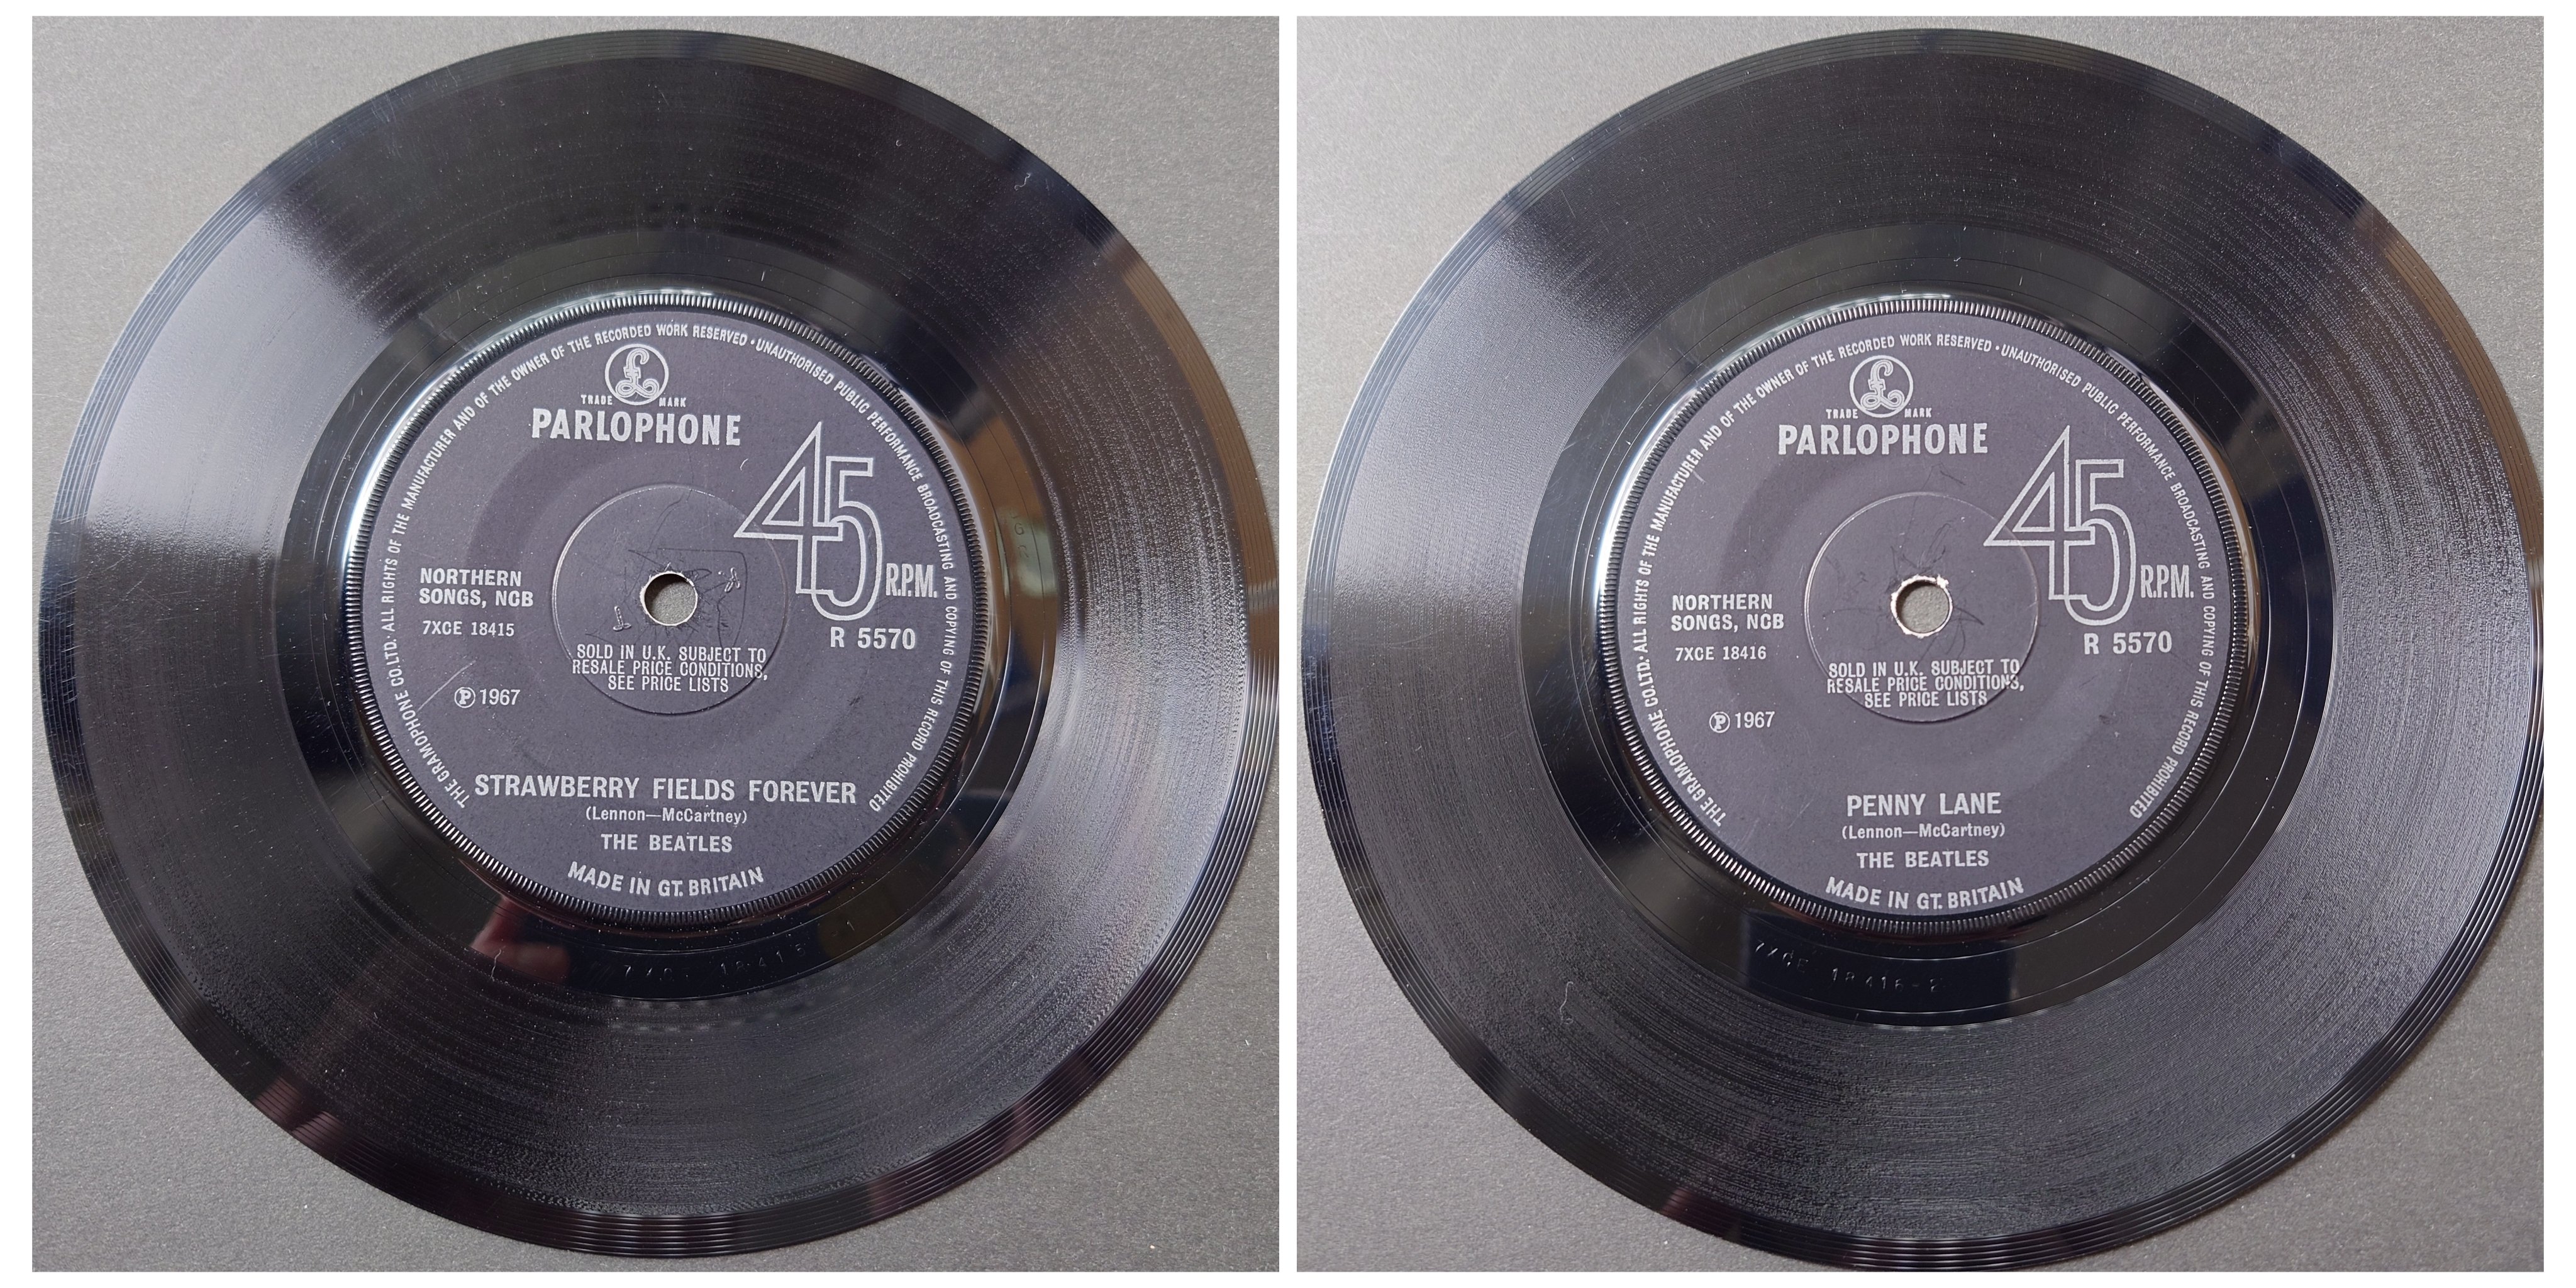 THE GRAMOPHONE CO.LTD. ALL RIGHTS OF THE MANUFACTURER AND OF THE OWNER OF THE RECORDED WORK RESERVED • UNAUTHORISED PUBLIC PERFORMANCE BROADCASTING AND COPYING OF THIS RECORD PROHIBITED
£
TRADE MARK
PARLOPHONE
45
R.P.M.
R 5570
NORTHERN
SONGS, NCB
7XCE 18415
SOLD IN U.K. SUBJECT TO
RESALE PRICE CONDITIONS,
SEE PRICE LISTS
Ⓟ 1967
STRAWBERRY FIELDS FOREVER
(Lennon—McCartney)
THE BEATLES
MADE IN GT. BRITAIN
THE GRAMOPHONE CO.LTD. ALL RIGHTS OF THE MANUFACTURER AND OF THE OWNER OF THE RECORDED WORK RESERVED • UNAUTHORISED PUBLIC PERFORMANCE BROADCASTING AND COPYING OF THIS RECORD PROHIBITED
£
TRADE MARK
PARLOPHONE
45
R.P.M.
R 5570
NORTHERN
SONGS, NCB
7XCE 18416
SOLD IN U.K. SUBJECT TO
RESALE PRICE CONDITIONS,
SEE PRICE LISTS
Ⓟ 1967
PENNY LANE
(Lennon—McCartney)
THE BEATLES
MADE IN GT. BRITAIN
7XCE 18416-2